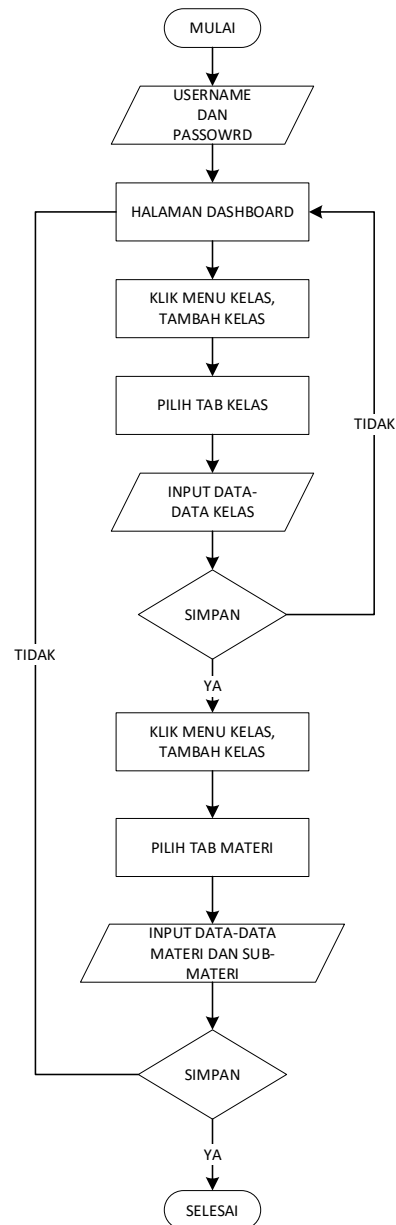 MULAI
USERNAME
DAN
PASSOWRD
HALAMAN DASHBOARD
KLIK MENU KELAS,
TAMBAH KELAS
PILIH TAB KELAS
TIDAK
INPUT DATA-
DATA KELAS
SIMPAN
TIDAK
YA
KLIK MENU KELAS,
TAMBAH KELAS
PILIH TAB MATERI
INPUT DATA-DATA
MATERI DAN SUB-
MATERI
SIMPAN
YA
SELESAI